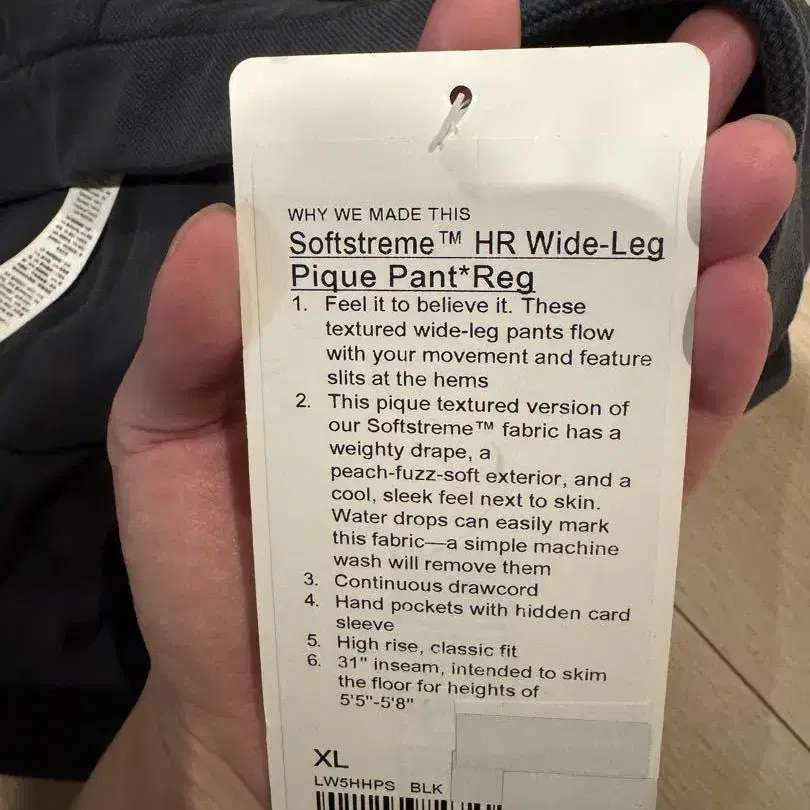 WHY WE MADE THIS
Softstreme™ HR Wide-Leg
Pique Pant*Reg
1. Feel it to believe it. These
textured wide-leg pants flow
with your movement and feature
slits at the hems
2. This pique textured version of
our Softstreme™ fabric has a
weighty drape, a
peach-fuzz-soft exterior, and a
cool, sleek feel next to skin.
Water drops can easily mark
this fabric—a simple machine
wash will remove them
3. Continuous drawcord
4. Hand pockets with hidden card
sleeve
5. High rise, classic fit
6. 31" inseam, intended to skim
the floor for heights of
5'5"-5'8"
XL
LW5HHPS BLK